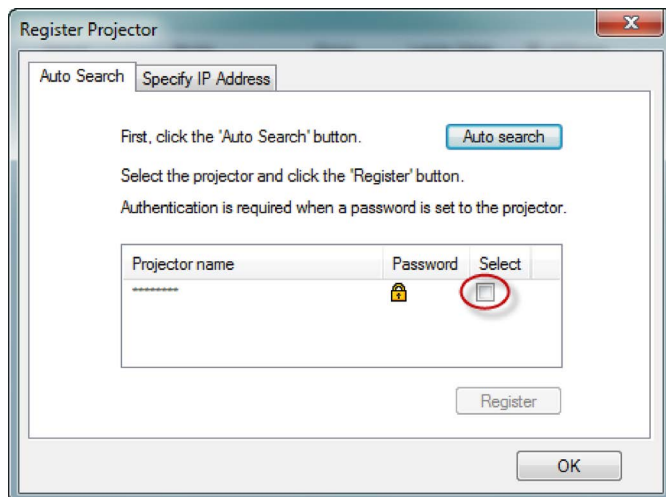 Register Projector
Auto Search Specify IP Address
First, click the 'Auto Search' button. Auto search
Select the projector and click the 'Register' button.
Authentication is required when a password is set to the projector.
Projector name Password Select
********
Register
OK